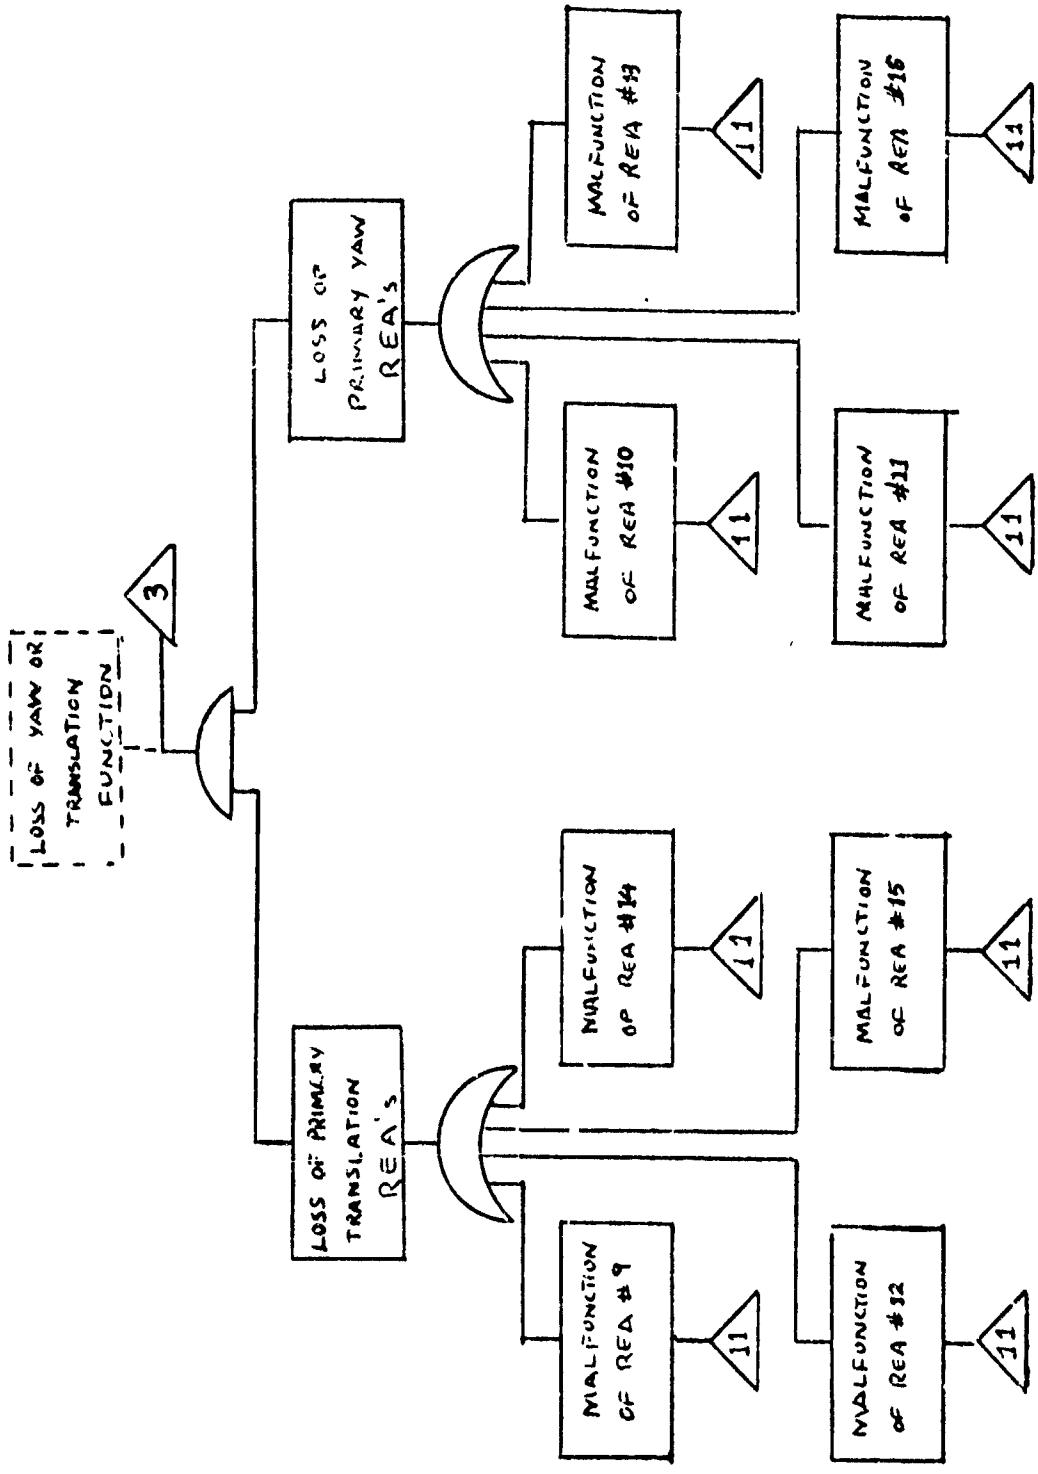 LOSS OF YAW OR
TRANSLATION
FUNCTION
3
LOSS OF PRIMARY
TRANSLATION
REA's
LOSS OF
PRIMARY YAW
REA's
MALFUNCTION
OF REA #9
11
MALFUNCTION
OF REA #14
11
MALFUNCTION
OF REA #10
11
MALFUNCTION
OF REA #13
11
MALFUNCTION
OF REA #12
11
MALFUNCTION
OF REA #15
11
MALFUNCTION
OF REA #11
11
MALFUNCTION
OF REA #16
11